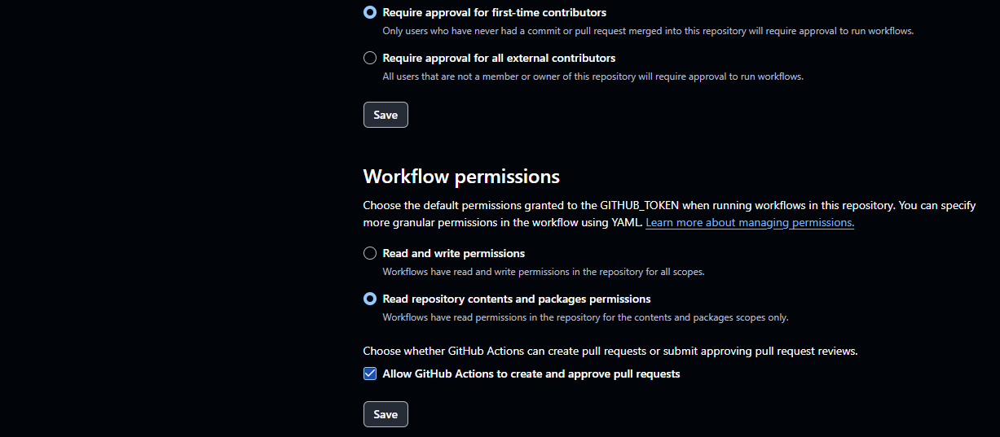 Require approval for first-time contributors
Only users who have never had a commit or pull request merged into this repository will require approval to run workflows.
Require approval for all external contributors
All users that are not a member or owner of this repository will require approval to run workflows.
Save
Workflow permissions
Choose the default permissions granted to the GITHUB_TOKEN when running workflows in this repository. You can specify
more granular permissions in the workflow using YAML. Learn more about managing permissions.
Read and write permissions
Workflows have read and write permissions in the repository for all scopes.
Read repository contents and packages permissions
Workflows have read permissions in the repository for the contents and packages scopes only.
Choose whether GitHub Actions can create pull requests or submit approving pull request reviews.
Allow GitHub Actions to create and approve pull requests
Save